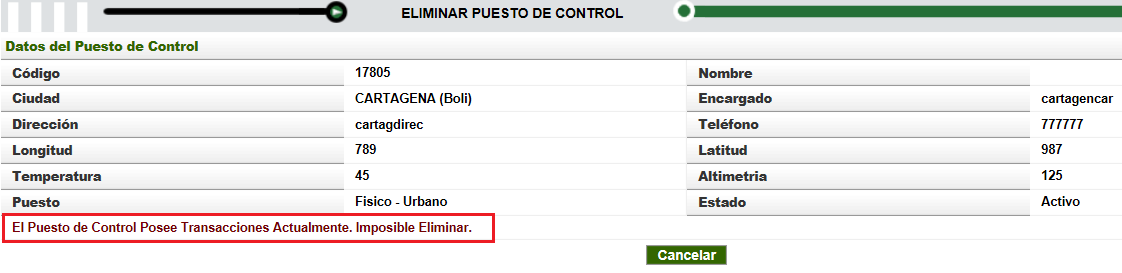 ELIMINAR PUESTO DE CONTROL
Datos del Puesto de Control
Código 17805 Nombre
Ciudad CARTAGENA (Boli) Encargado cartagencar
Dirección cartagdirec Teléfono 777777
Longitud 789 Latitud 987
Temperatura 45 Altimetria 125
Puesto Fisico - Urbano Estado Activo
El Puesto de Control Posee Transacciones Actualmente. Imposible Eliminar.
Cancelar